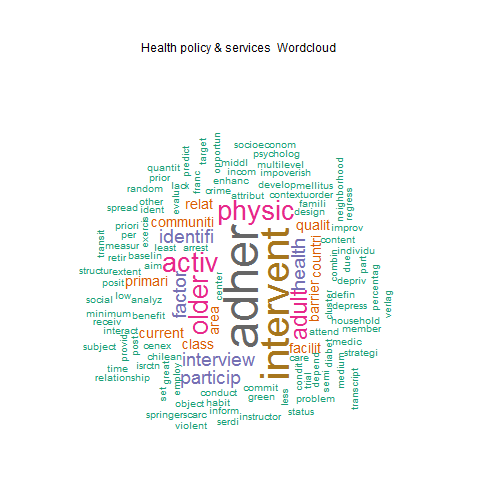 Health policy & services Wordcloud
socioeconom
psycholog
multilevel
middl
impoverish
incom
enhanc
develop
mellitus
attribut
contextu
order
famili
design
crime
opportun
target
predict
quantit
prior
random
lack
franc
evalu
other
ident
spread
relat
physic
qualit
improv
neighborhood
regress
communiti
identifi
content
priori
per
measur
exercis
transit
retir
baselin
least
arrest
aim
activ
adher
intervent
health
countri
individu
combin
due
part
percentag
depriv
structur
extent
posit
primari
factor
older
center
area
adult
barrier
cluster
defin
depress
verlag
social
low
analyz
minimum
benefit
receiv
interact
current
household
member
attend
medic
subject
provid
post
cenex
class
chilean
facilit
strategi
interview
particip
care
diabet
time
isrctn
relationship
set
great
employ
condit
trial
depend
semi
medium
transcript
conduct
commit
green
less
problem
object
habit
status
springer
scarc
inform
instructor
violent
serdi